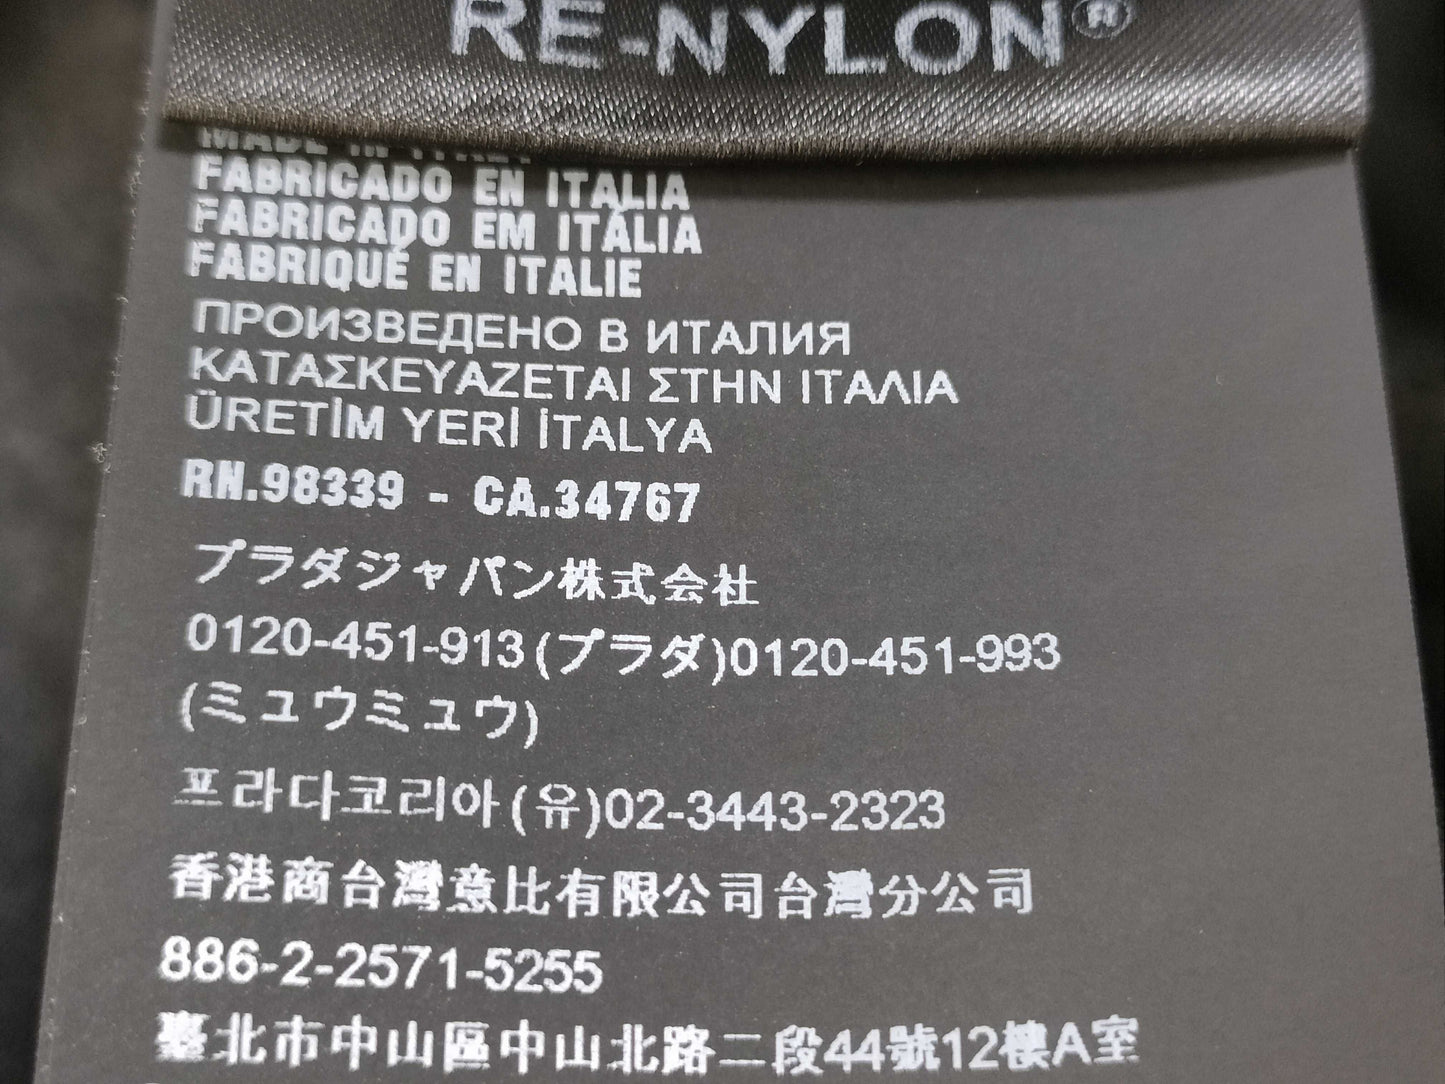 RE-NYLON®
MADE IN ITALY
FABRICADO EN ITALIA
FABRICADO EM ITÁLIA
FABRIQUÉ EN ITALIE
ПРОИЗВЕДЕНО В ИТАЛИЯ
ΚΑΤΑΣΚΕΥΑΖΕΤΑΙ ΣΤΗΝ ΙΤΑΛΙΑ
ÜRETİM YERİ İTALYA
RN.98339 - CA.34767
プラダジャパン株式会社
0120-451-913(プラダ)0120-451-993
(ミュウミュウ)
프라다코리아(유)02-3443-2323
香港商台灣意比有限公司台灣分公司
886-2-2571-5255
臺北市中山區中山北路二段44號12樓A室